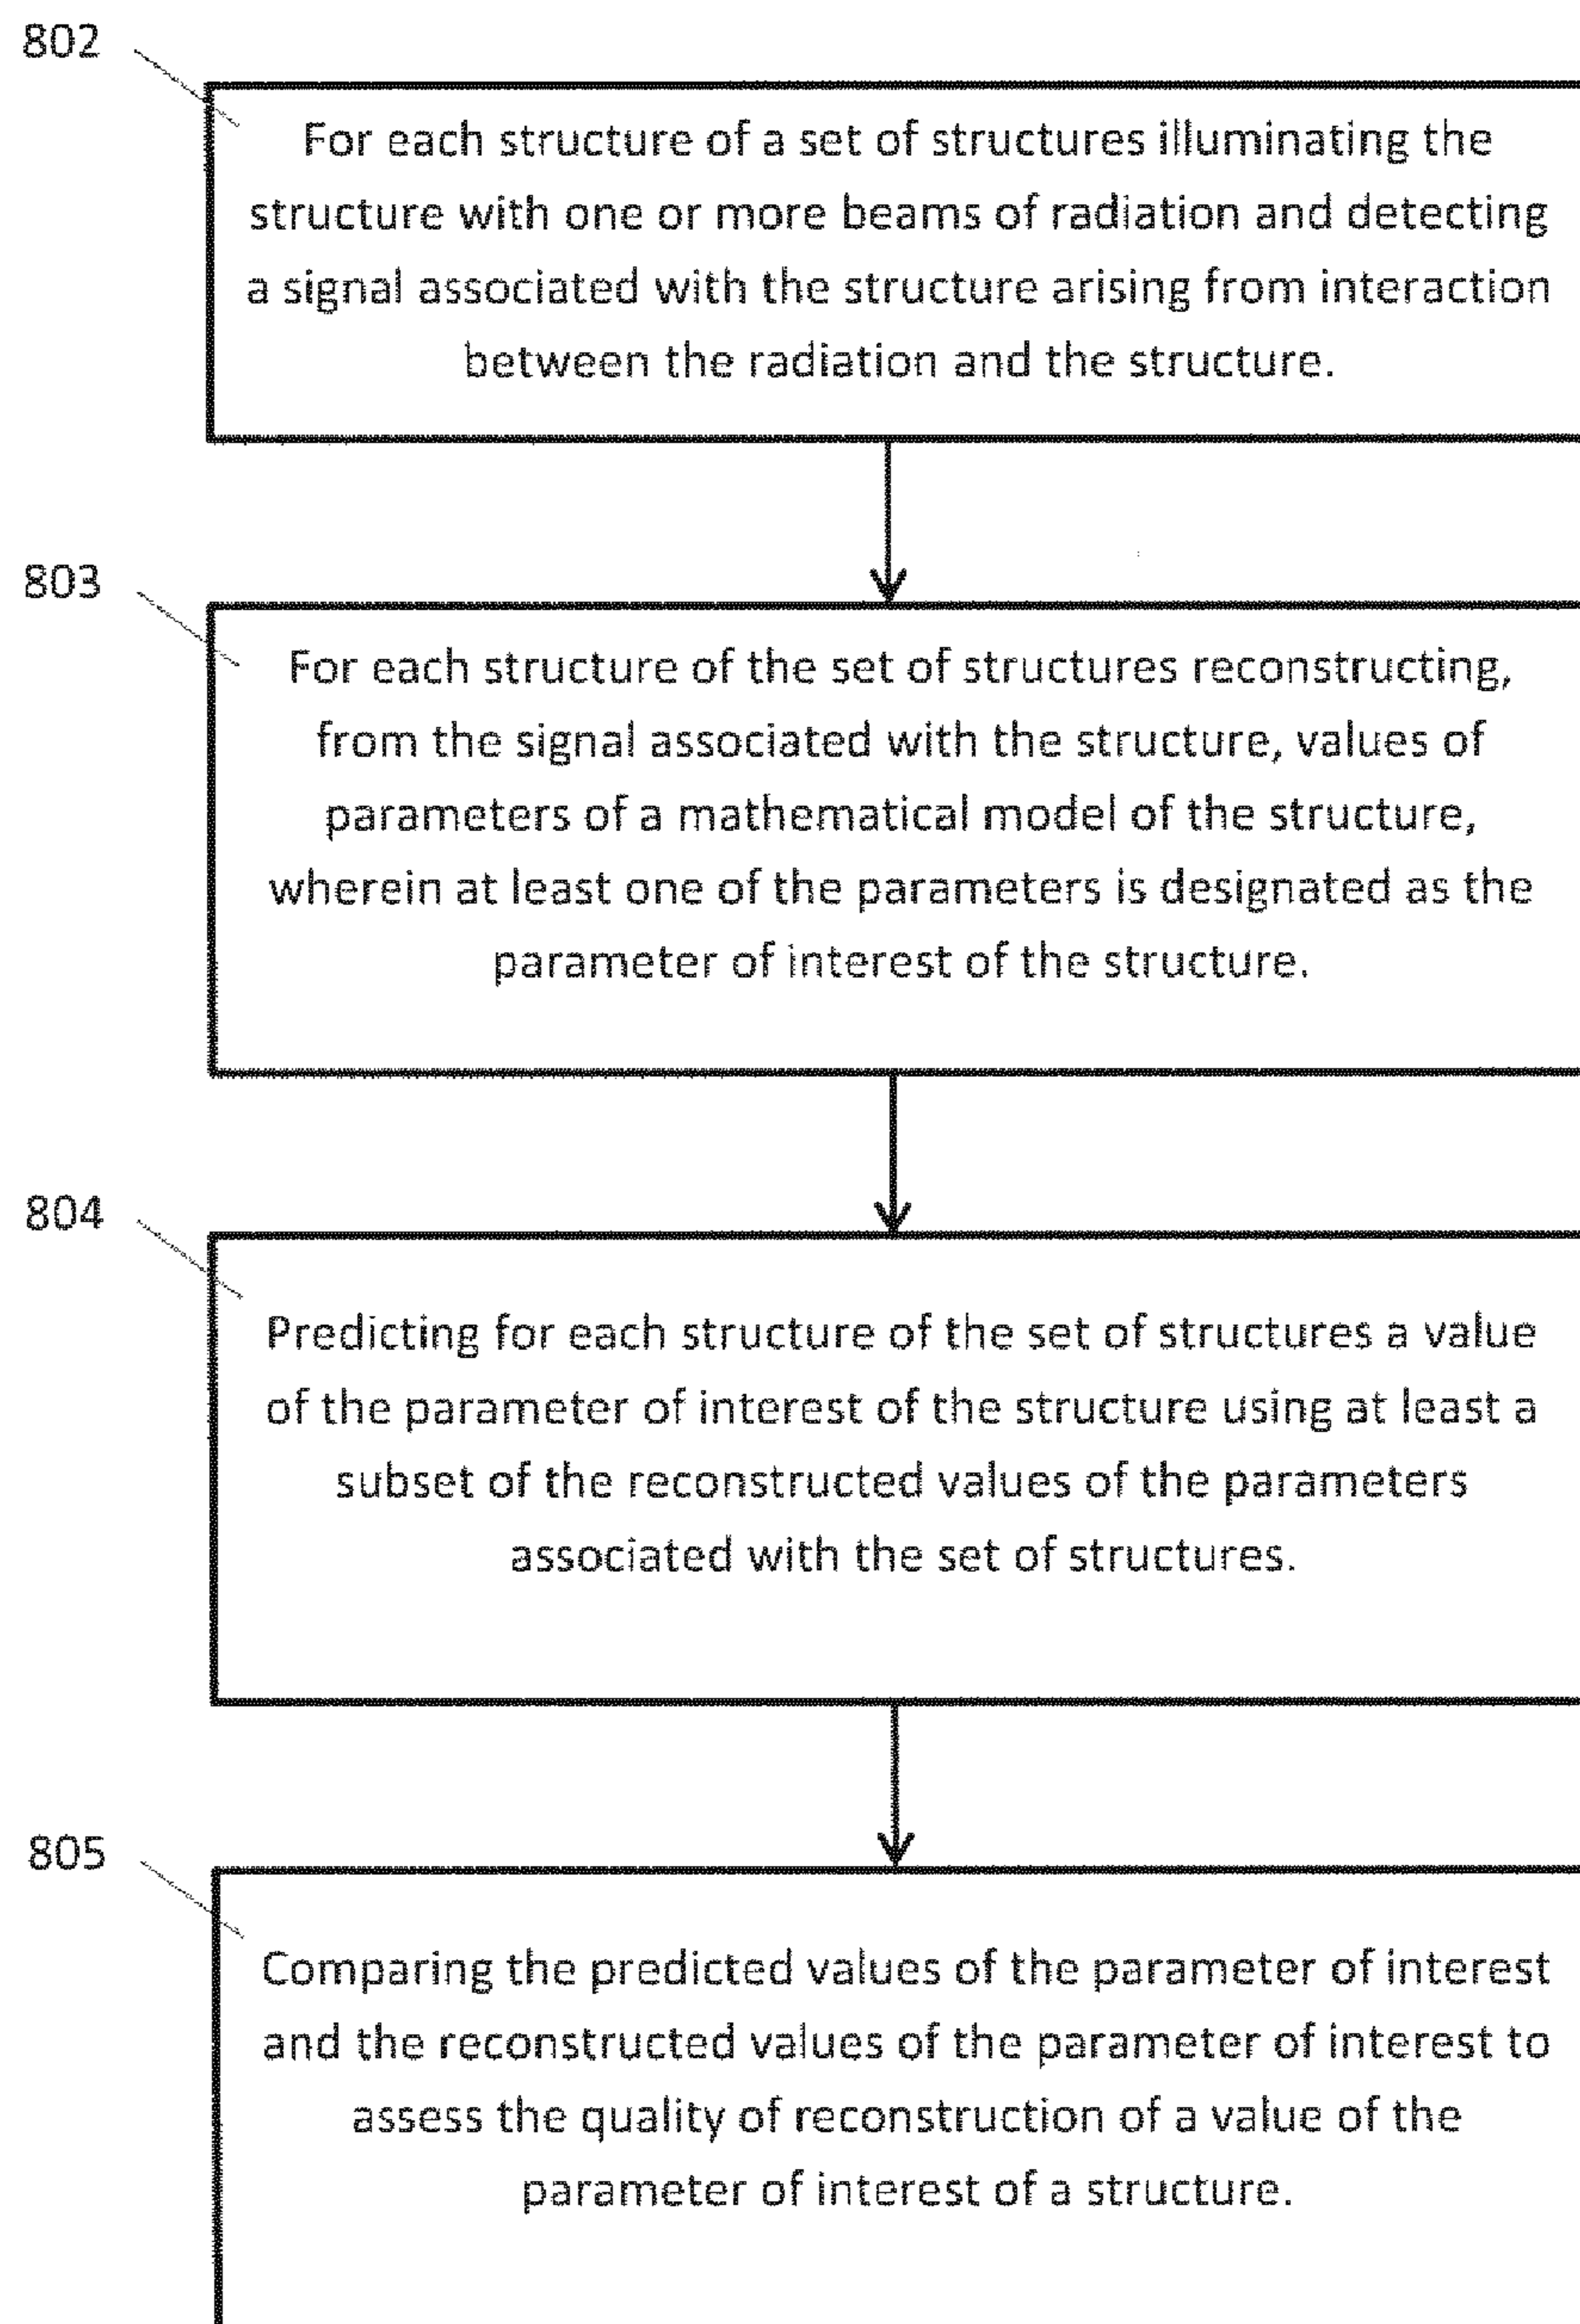 802
For each structure of a set of structures illuminating the
structure with one or more beams of radiation and detecting
a signal associated with the structure arising from interaction
between the radiation and the structure.
803
For each structure of the set of structures reconstructing,
from the signal associated with the structure, values of
parameters of a mathematical model of the structure,
wherein at least one of the parameters is designated as the
parameter of interest of the structure.
804
Predicting for each structure of the set of structures a value
of the parameter of interest of the structure using at least a
subset of the reconstructed values of the parameters
associated with the set of structures.
805
Comparing the predicted values of the parameter of interest
and the reconstructed values of the parameter of interest to
assess the quality of reconstruction of a value of the
parameter of interest of a structure.